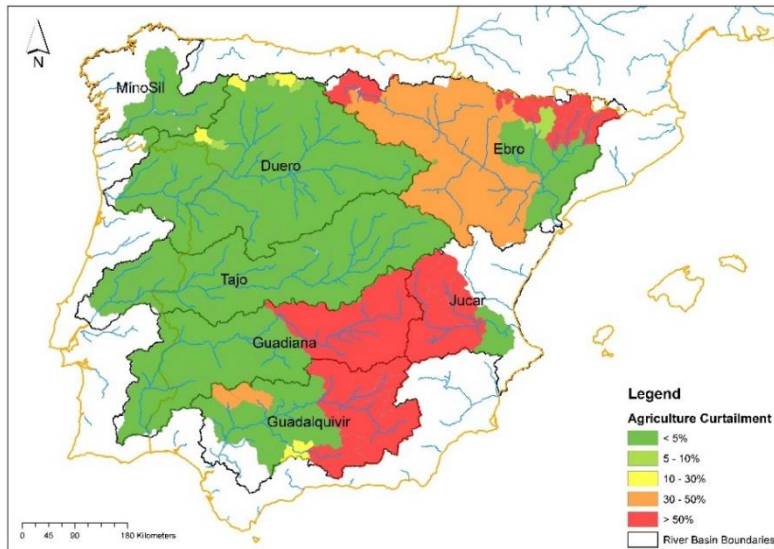 N
MinoSil
Duero
Ebro
Tajo
Jucar
Guadiana
Guadalquivir
Legend
Agriculture Curtailment
< 5%
5 - 10%
10 - 30%
30 - 50%
> 50%
River Basin Boundaries
0 45 90 180 Kilometers